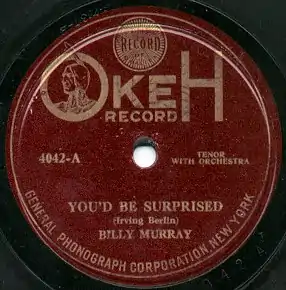 RECORD
OKEH
RECORD
4042-A
TENOR
WITH ORCHESTRA
YOU'D BE SURPRISED
(Irving Berlin)
BILLY MURRAY
GENERAL PHONOGRAPH CORPORATION NEW YORK